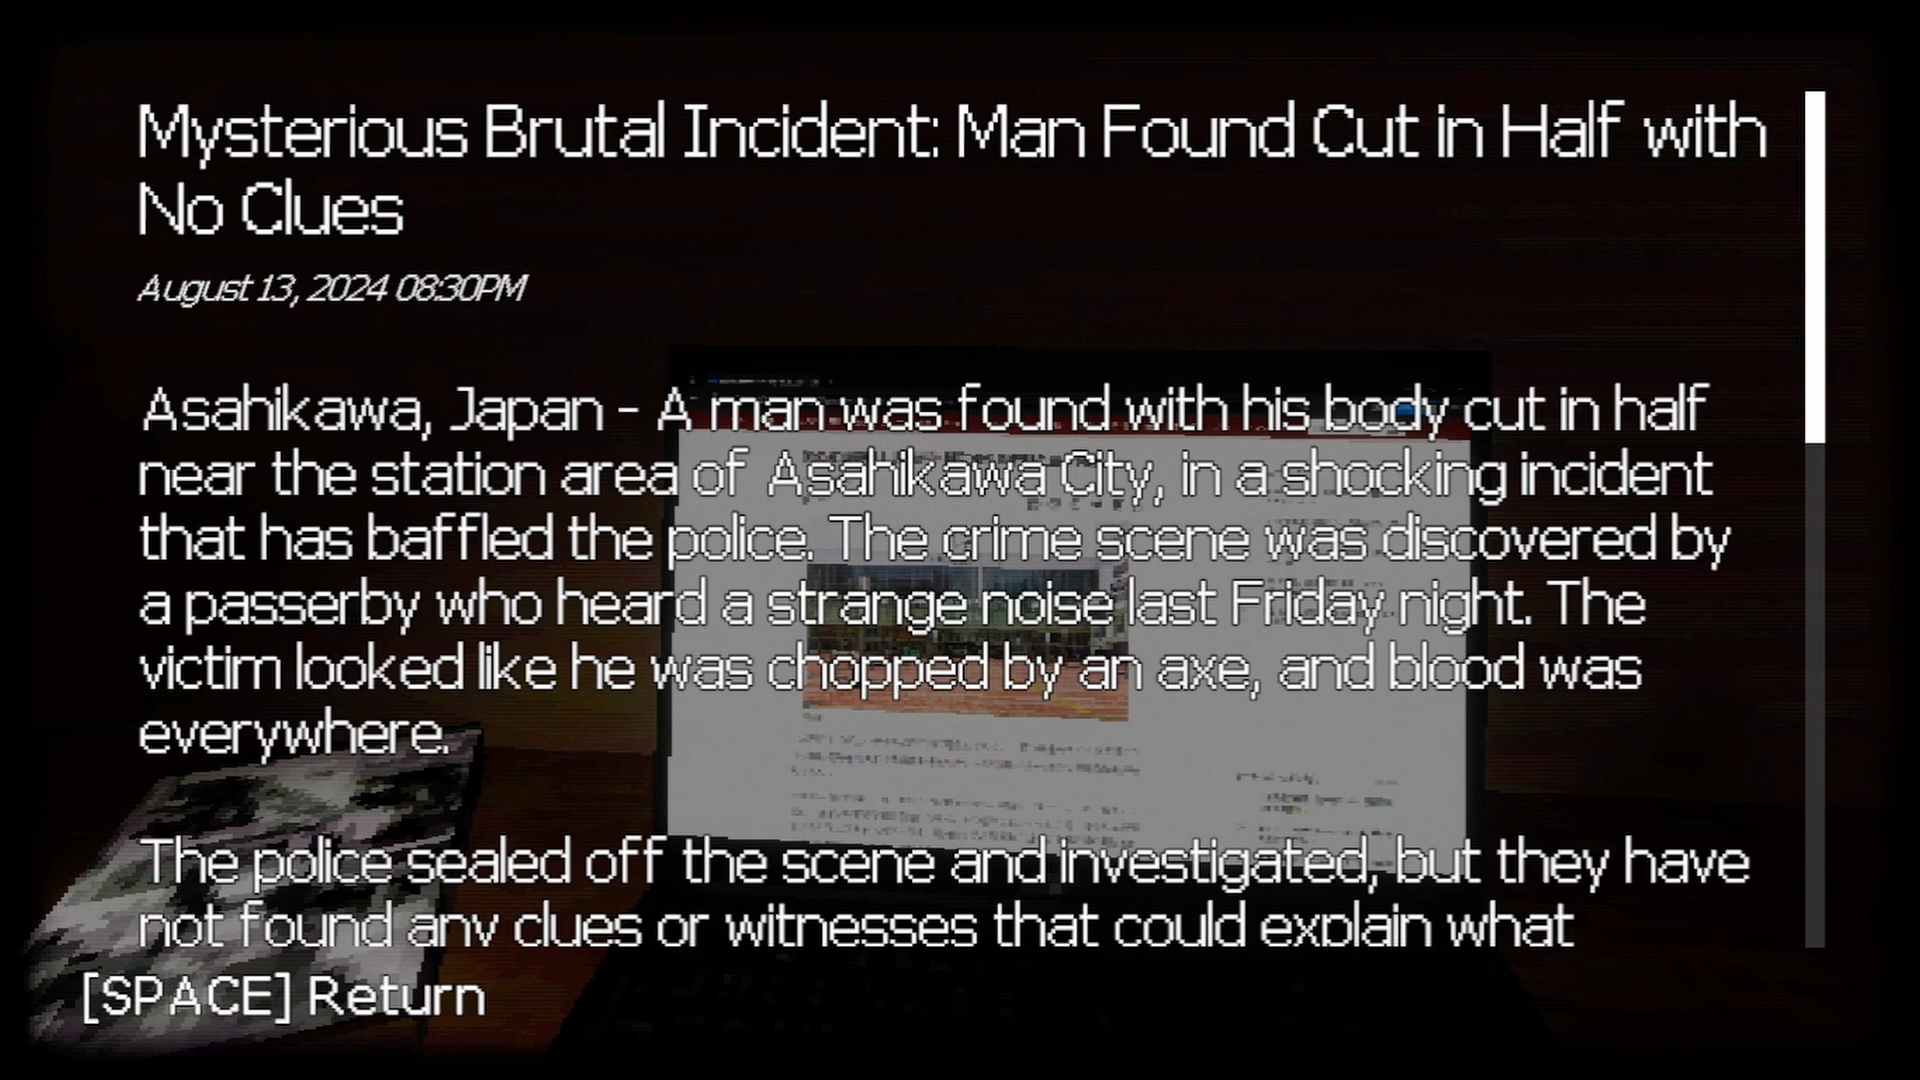 Mysterious Brutal Incident: Man Found Cut in Half with
No Clues
August 13, 2024 08:30PM
Asahikawa, Japan - A man was found with his body cut in half
near the station area of Asahikawa City, in a shocking incident
that has baffled the police. The crime scene was discovered by
a passerby who heard a strange noise last Friday night. The
victim looked like he was chopped by an axe, and blood was
everywhere.
The police sealed off the scene and investigated, but they have
not found any clues or witnesses that could explain what
[SPACE] Return